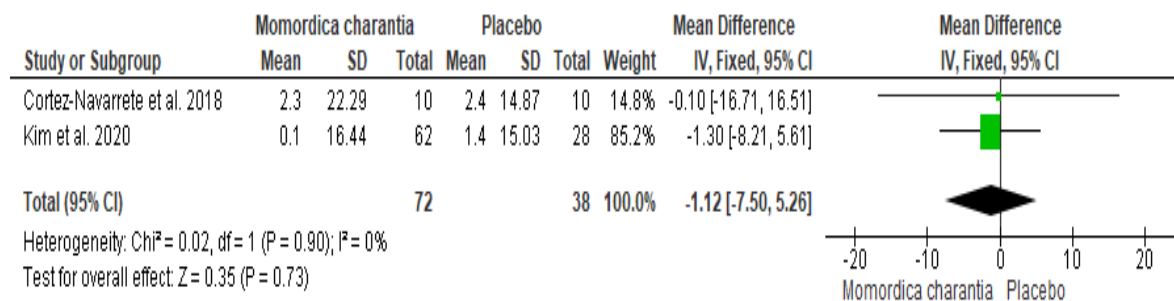 Momordica charantia Placebo Mean Difference Mean Difference
Study or Subgroup Mean SD Total Mean SD Total Weight IV, Fixed, 95% CI IV, Fixed, 95% CI
Cortez-Navarrete et al. 2018 2.3 22.29 10 2.4 14.87 10 14.8% -0.10 [-16.71, 16.51]
Kim et al. 2020 0.1 16.44 62 1.4 15.03 28 85.2% -1.30 [-8.21, 5.61]
Total (95% CI) 72 38 100.0% -1.12 [-7.50, 5.26]
Heterogeneity: Chi² = 0.02, df = 1 (P = 0.90); I² = 0%
Test for overall effect: Z = 0.35 (P = 0.73)
-20 -10 0 10 20
Momordica charantia Placebo